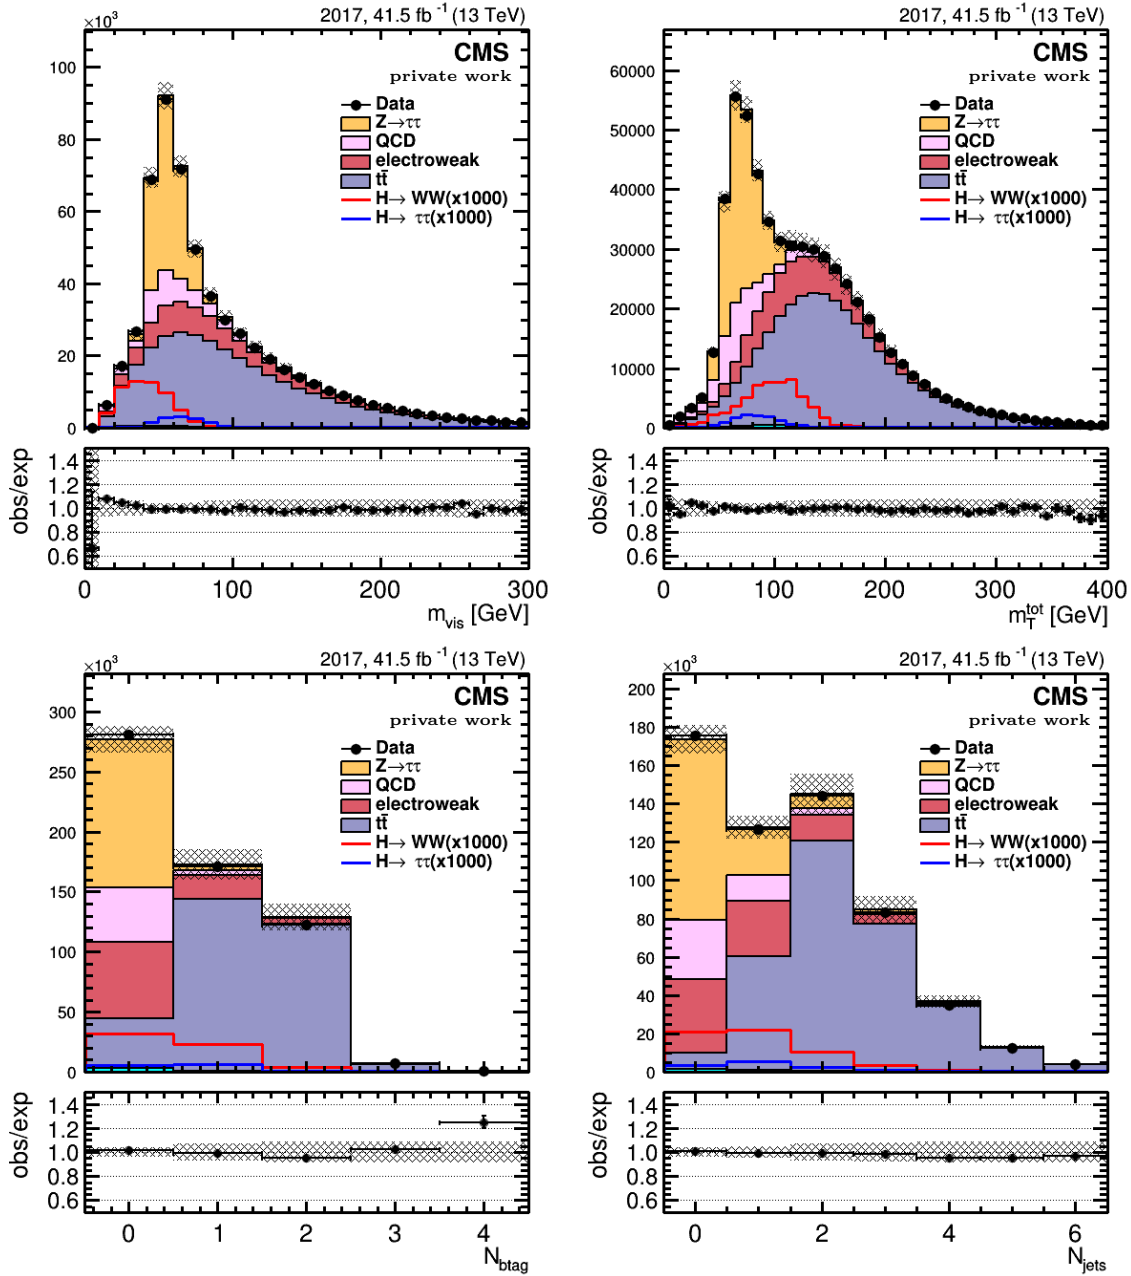 2017, 41.5 fb⁻¹ (13 TeV)
×10³
CMS
private work
Data
Z→ττ
QCD
electroweak
tt̄
H→ WW(x1000)
H→ ττ(x1000)
100
80
60
40
20
0
obs/exp
1.4
1.2
1.0
0.8
0.6
0 100 200 300
m_vis [GeV]
2017, 41.5 fb⁻¹ (13 TeV)
CMS
private work
Data
Z→ττ
QCD
electroweak
tt̄
H→ WW(x1000)
H→ ττ(x1000)
60000
50000
40000
30000
20000
10000
0
obs/exp
1.4
1.2
1.0
0.8
0.6
0 100 200 300 400
m_T^tot [GeV]
2017, 41.5 fb⁻¹ (13 TeV)
×10³
CMS
private work
Data
Z→ττ
QCD
electroweak
tt̄
H→ WW(x1000)
H→ ττ(x1000)
300
250
200
150
100
50
0
obs/exp
1.4
1.2
1.0
0.8
0.6
0 1 2 3 4
N_btag
2017, 41.5 fb⁻¹ (13 TeV)
×10³
CMS
private work
Data
Z→ττ
QCD
electroweak
tt̄
H→ WW(x1000)
H→ ττ(x1000)
200
180
160
140
120
100
80
60
40
20
0
obs/exp
1.4
1.2
1.0
0.8
0.6
0 1 2 3 4 5 6
N_jets